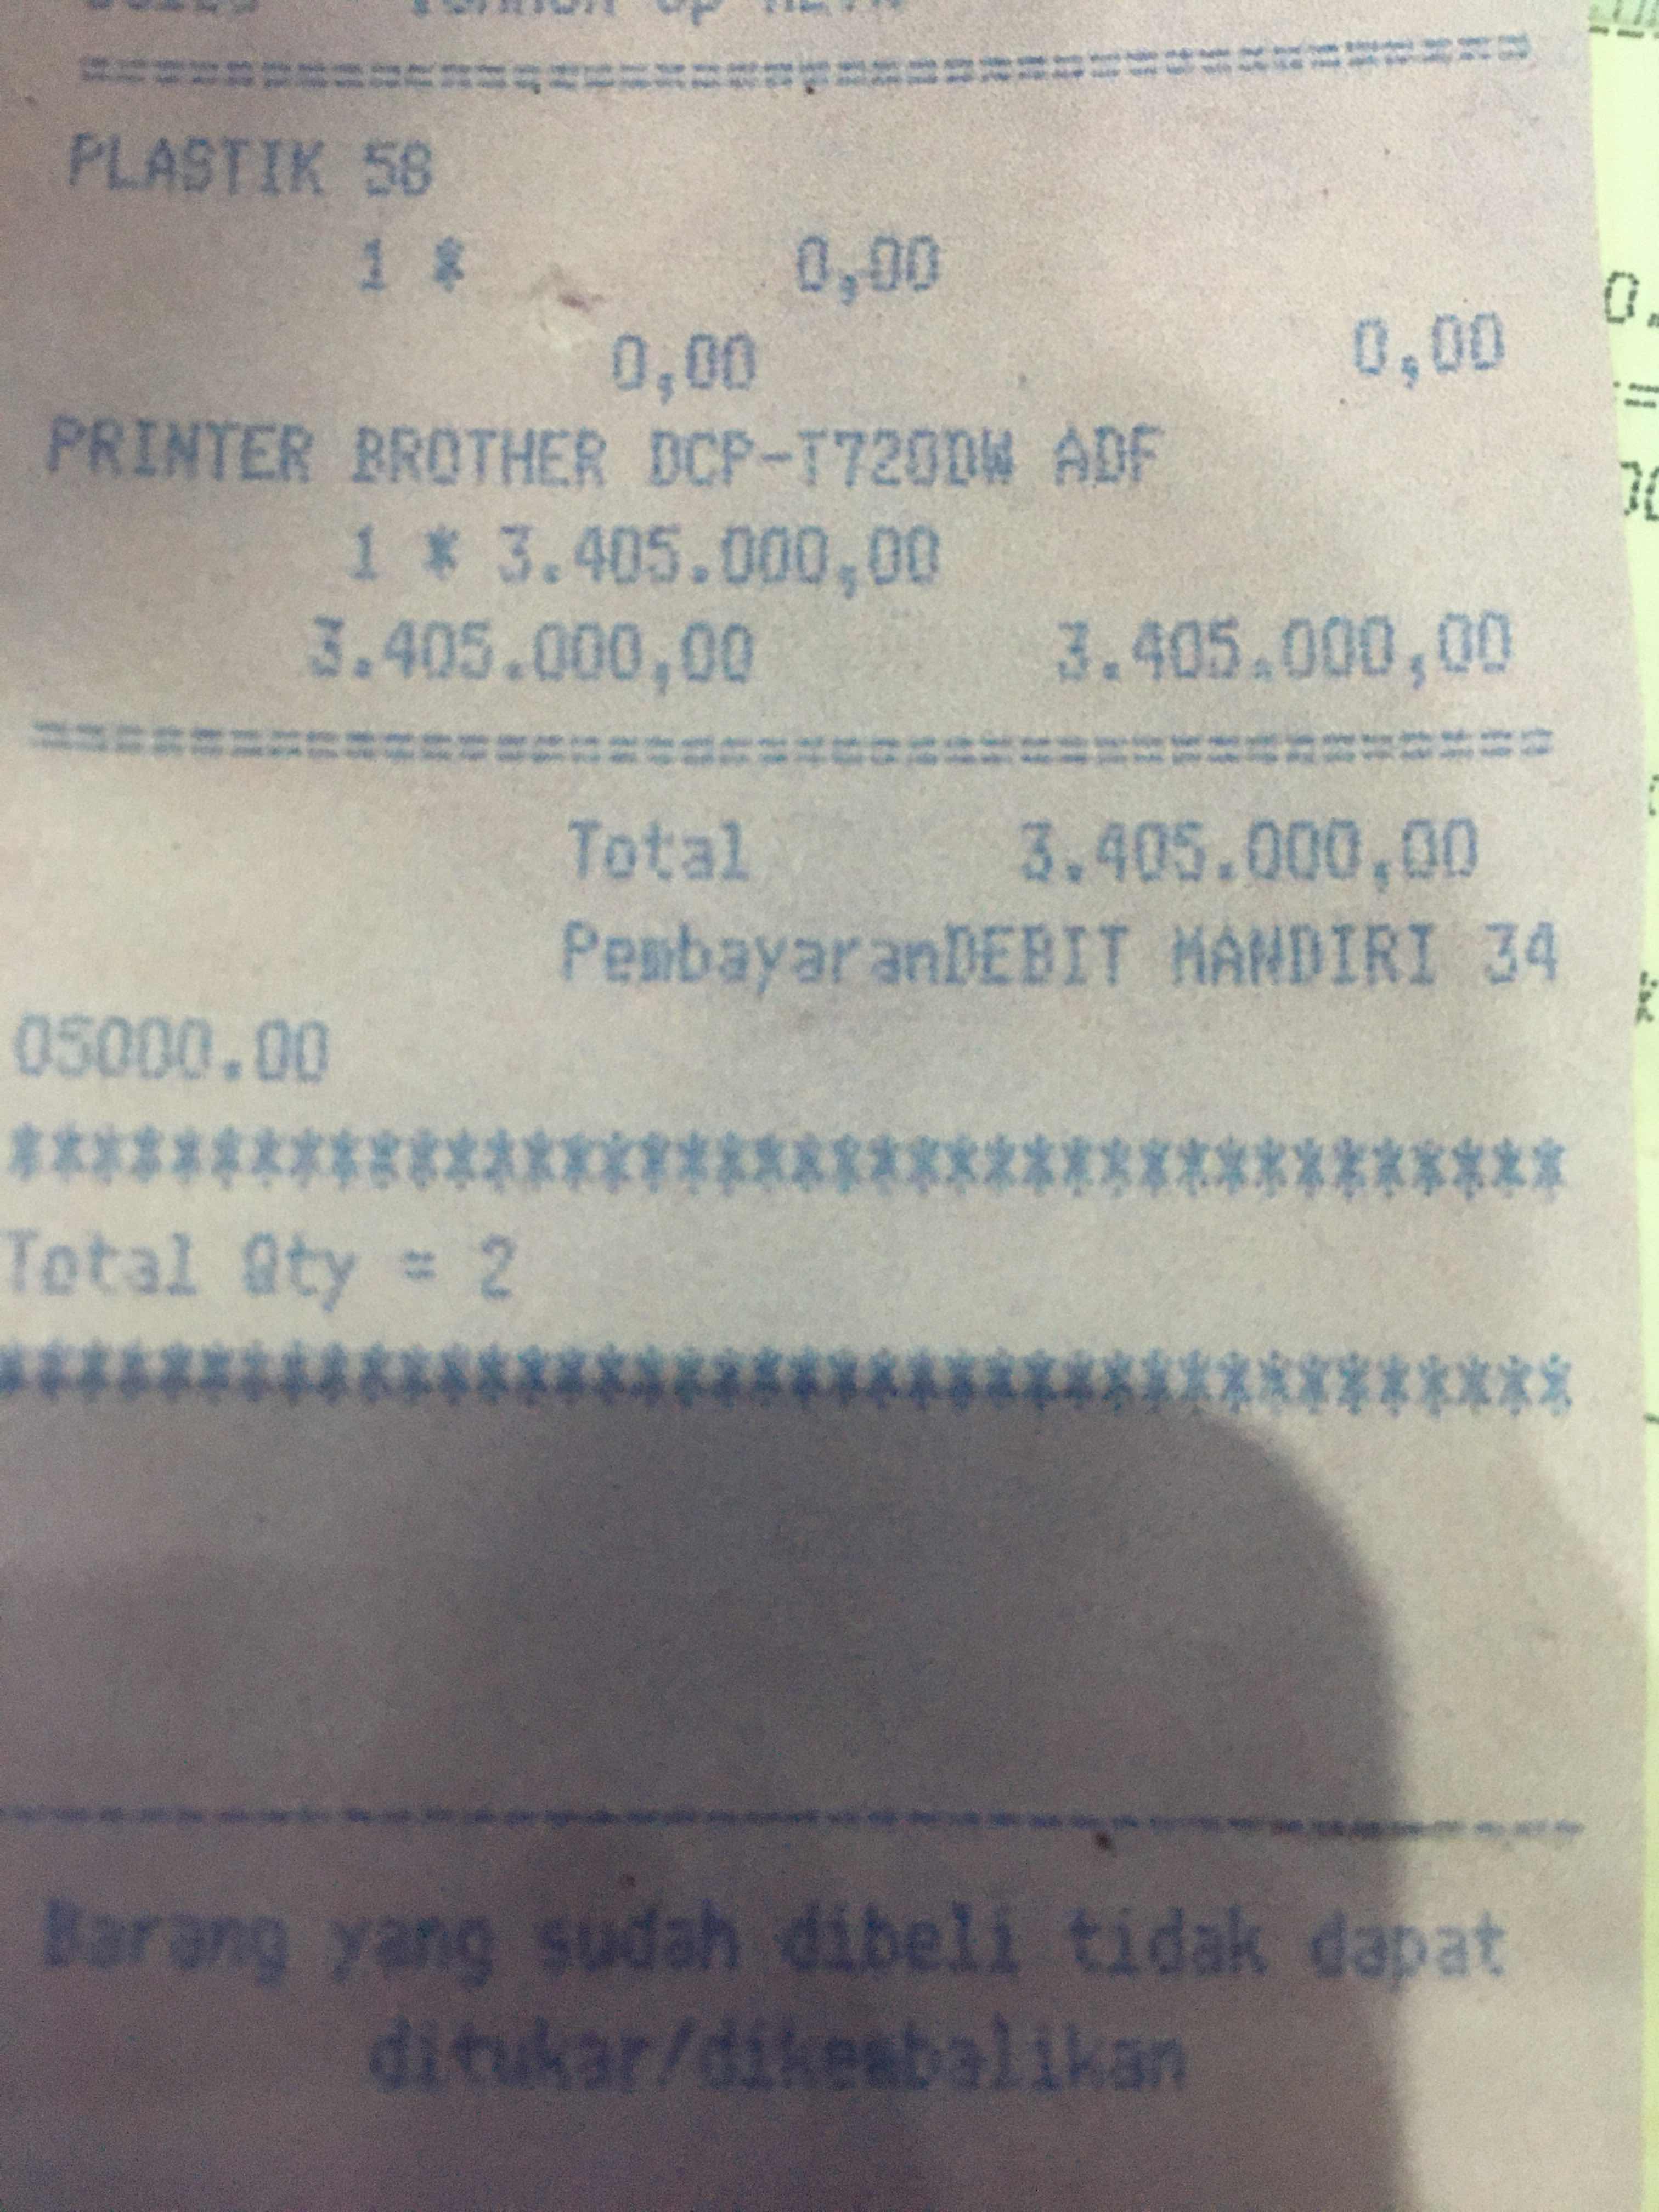 ================================
PLASTIK 58
1 * 0,00
0,00 0,00
PRINTER BROTHER DCP-T720DW ADF
1 * 3.405.000,00
3.405.000,00 3.405.000,00
========================================
Total 3.405.000,00
PembayaranDEBIT MANDIRI 34
05000.00
***************************************
Total Qty = 2
***************************************
----------------------------------------
Barang yang sudah dibeli tidak dapat
ditukar/dikembalikan